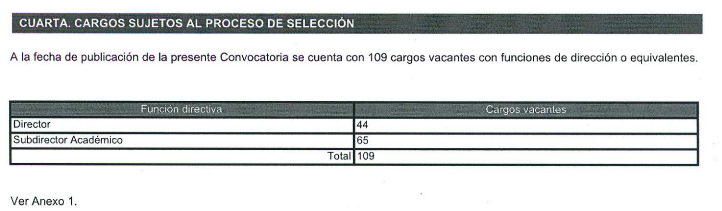 CUARTA. CARGOS SUJETOS AL PROCESO DE SELECCIÓN
A la fecha de publicación de la presente Convocatoria se cuenta con 109 cargos vacantes con funciones de dirección o equivalentes.
Función directiva Cargos vacantes
Director 44
Subdirector Académico 65
Total 109
Ver Anexo 1.